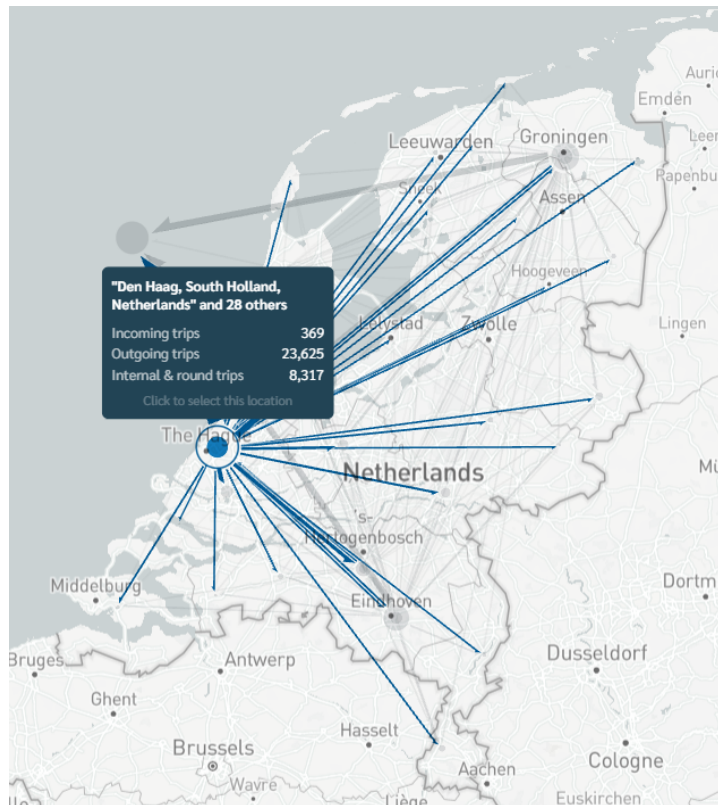 Auric
Emden
Leeuwarden
Groningen
Leer
Sneek
Rapenbu
Assen
Hoogeveen
"Den Haag, South Holland,
Netherlands" and 28 others
Incoming trips 369
Outgoing trips 23,625
Internal & round trips 8,317
Click to select this location
Lelystad
Zwolle
Lingen
The Hague
Netherlands
Mü
's-
Hertogenbosch
Middelburg
Eindhoven
Dortm
Bruges
Antwerp
Dusseldorf
Ghent
Hasselt
Brussels
Cologne
Aachen
Wavre
Liège
Euskirchen